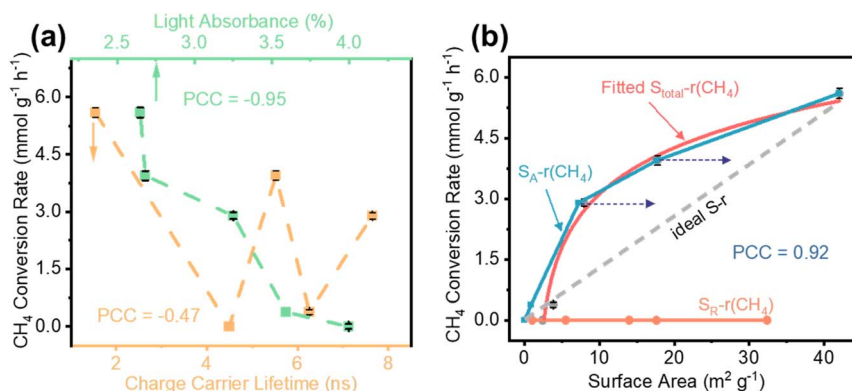 (a)
Light Absorbance (%)
2.5 3.0 3.5 4.0
CH₄ Conversion Rate (mmol g⁻¹ h⁻¹)
6.0
4.5
3.0
1.5
0.0
PCC = -0.95
PCC = -0.47
2 4 6 8
Charge Carrier Lifetime (ns)
(b)
CH₄ Conversion Rate (mmol g⁻¹ h⁻¹)
6.0
4.5
3.0
1.5
0.0
Fitted S_total-r(CH₄)
S_A-r(CH₄)
ideal S-r
PCC = 0.92
S_R-r(CH₄)
0 10 20 30 40
Surface Area (m² g⁻¹)